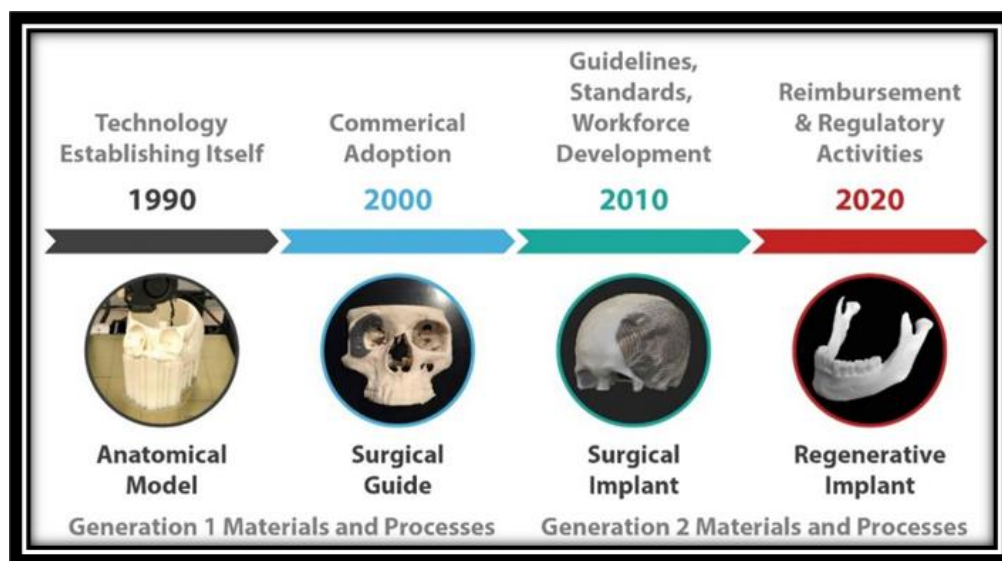 Technology
Establishing Itself
1990
Commerical
Adoption
2000
Guidelines,
Standards,
Workforce
Development
2010
Reimbursement
& Regulatory
Activities
2020
Anatomical
Model
Surgical
Guide
Surgical
Implant
Regenerative
Implant
Generation 1 Materials and Processes
Generation 2 Materials and Processes